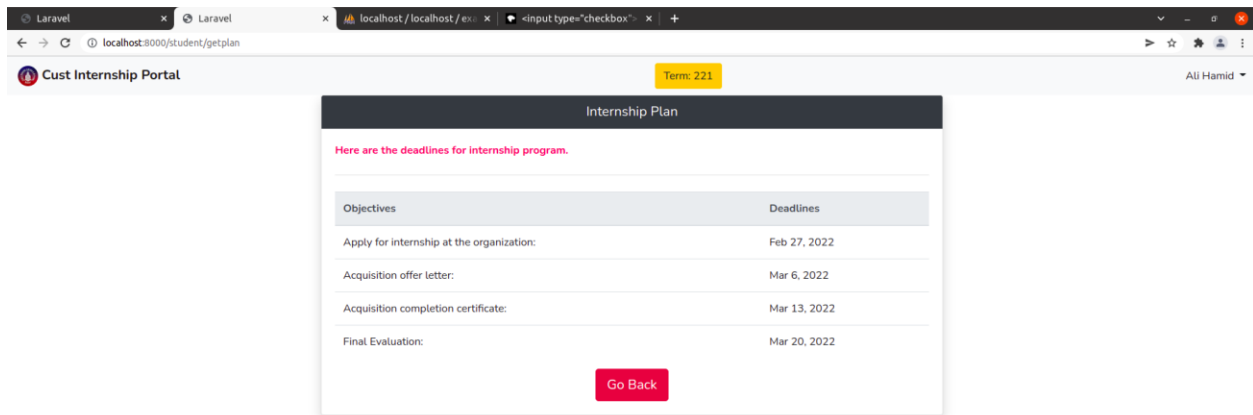 Laravel
Laravel
localhost / localhost / exa
<input type="checkbox">
localhost:8000/student/getplan
Cust Internship Portal
Term: 221
Ali Hamid
Internship Plan
Here are the deadlines for internship program.
Objectives Deadlines
Apply for internship at the organization: Feb 27, 2022
Acquisition offer letter: Mar 6, 2022
Acquisition completion certificate: Mar 13, 2022
Final Evaluation: Mar 20, 2022
Go Back